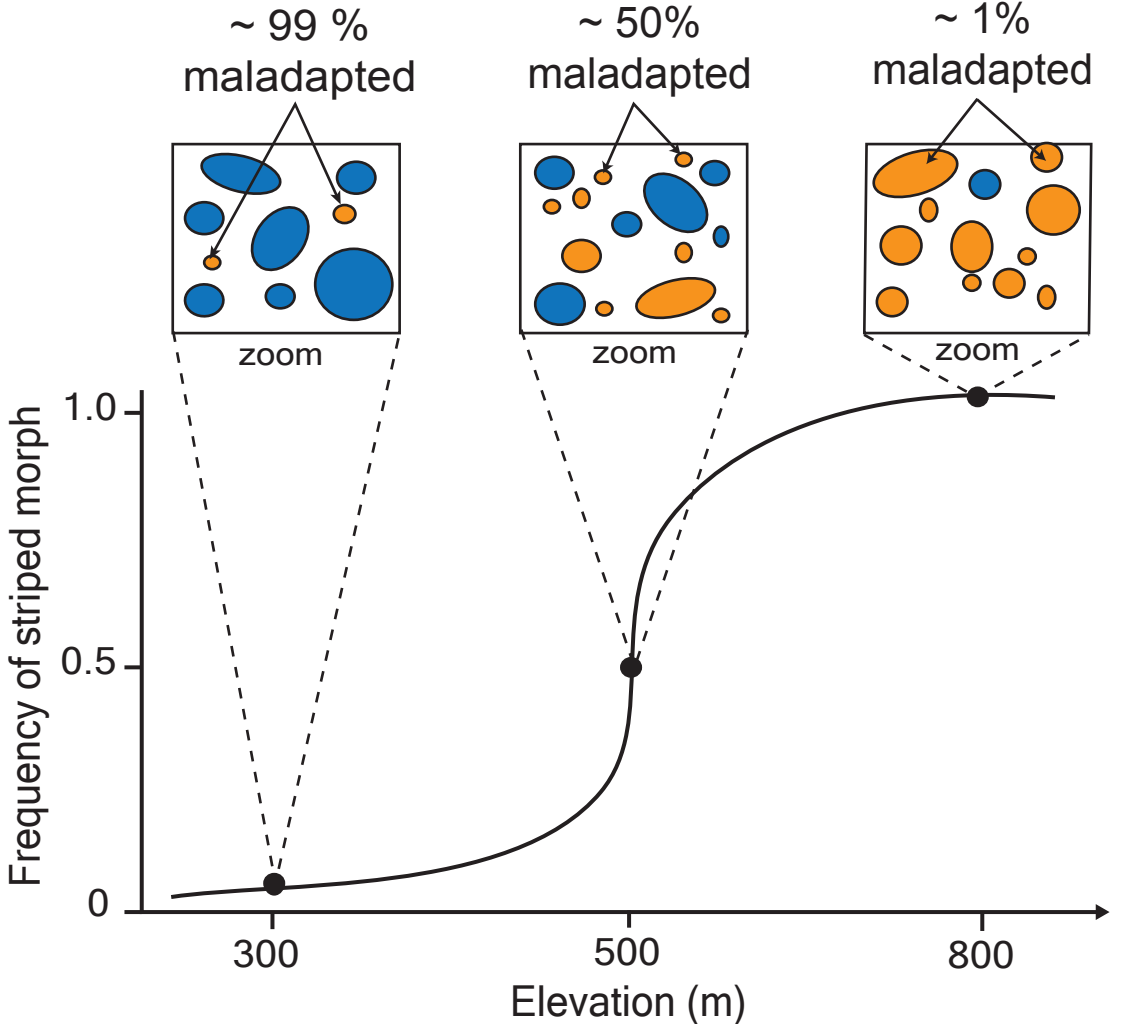 ~ 99 %
maladapted
~ 50%
maladapted
~ 1%
maladapted
zoom
zoom
zoom
Frequency of striped morph
1.0
0.5
0
300
500
800
Elevation (m)